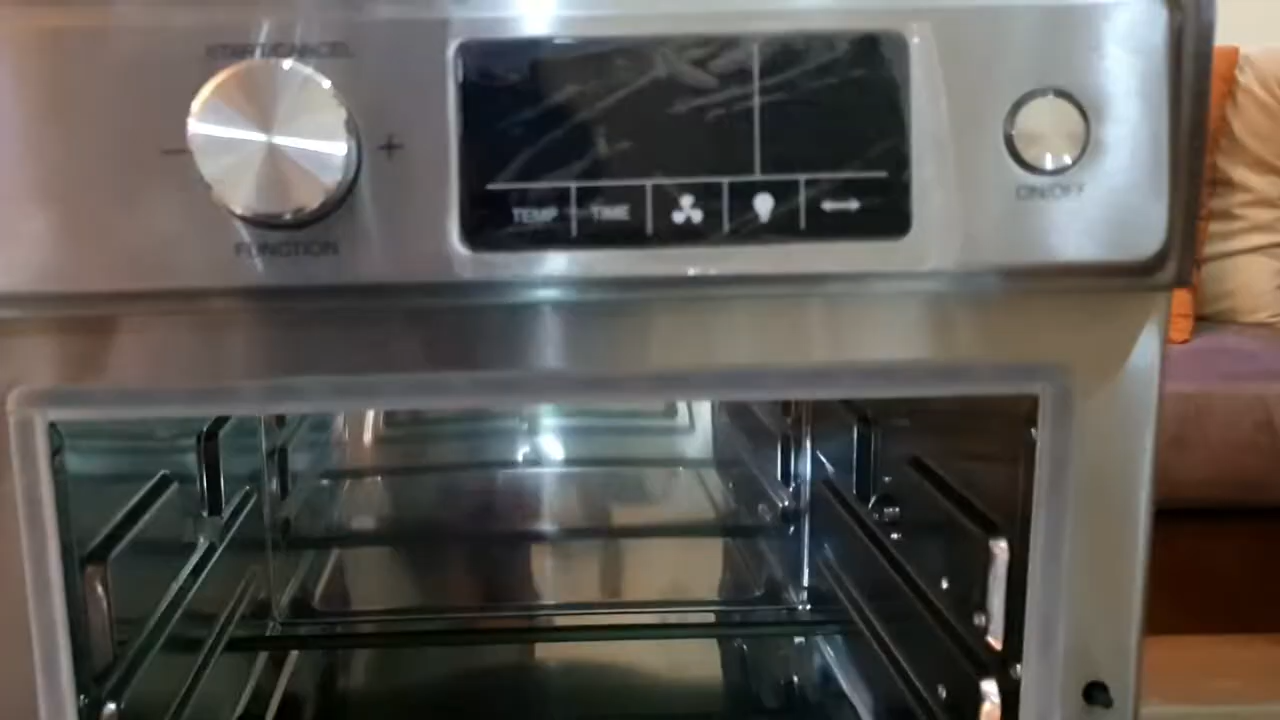 START/CANCEL
− +
FUNCTION
TEMP TIME
ON/OFF